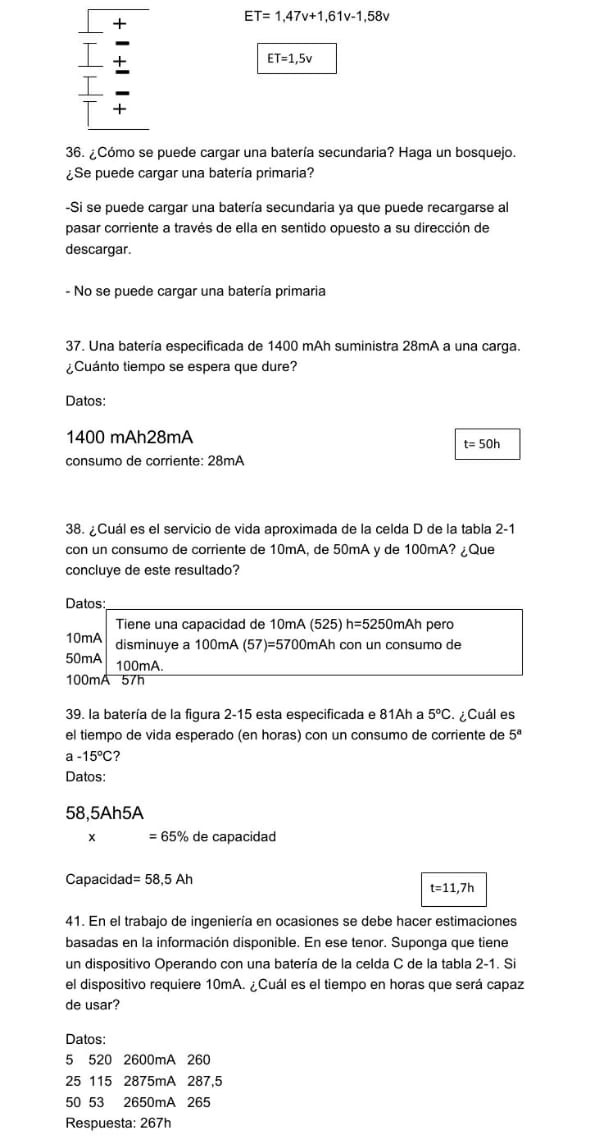 ET= 1,47v+1,61v-1,58v
+
-
+
-
-
+
ET=1,5v
36. ¿Cómo se puede cargar una batería secundaria? Haga un bosquejo.
¿Se puede cargar una batería primaria?
-Si se puede cargar una batería secundaria ya que puede recargarse al
pasar corriente a través de ella en sentido opuesto a su dirección de
descargar.
- No se puede cargar una batería primaria
37. Una batería especificada de 1400 mAh suministra 28mA a una carga.
¿Cuánto tiempo se espera que dure?
Datos:
1400 mAh28mA
t= 50h
consumo de corriente: 28mA
38. ¿Cuál es el servicio de vida aproximada de la celda D de la tabla 2-1
con un consumo de corriente de 10mA, de 50mA y de 100mA? ¿Que
concluye de este resultado?
Datos:
Tiene una capacidad de 10mA (525) h=5250mAh pero
10mA
disminuye a 100mA (57)=5700mAh con un consumo de
50mA
100mA.
100mA 57h
39. la batería de la figura 2-15 esta especificada e 81Ah a 5ºC. ¿Cuál es
el tiempo de vida esperado (en horas) con un consumo de corriente de 5ª
a -15ºC?
Datos:
58,5Ah5A
x = 65% de capacidad
Capacidad= 58,5 Ah
t=11,7h
41. En el trabajo de ingeniería en ocasiones se debe hacer estimaciones
basadas en la información disponible. En ese tenor. Suponga que tiene
un dispositivo Operando con una batería de la celda C de la tabla 2-1. Si
el dispositivo requiere 10mA. ¿Cuál es el tiempo en horas que será capaz
de usar?
Datos:
5 520 2600mA 260
25 115 2875mA 287,5
50 53 2650mA 265
Respuesta: 267h